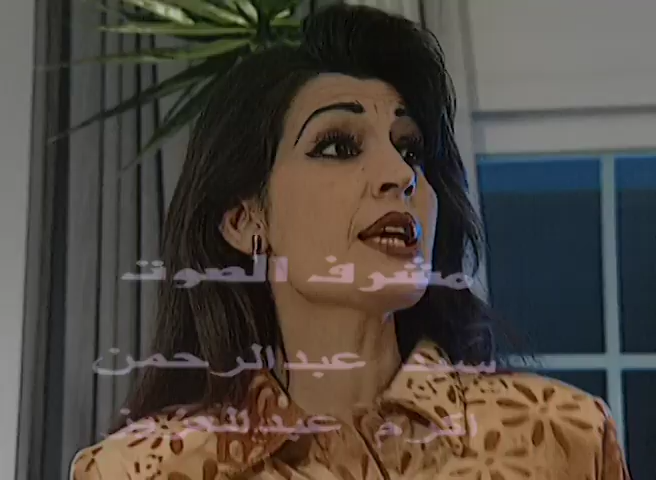 مشرف الصوت
سيد عبدالرحمن
اكرم عبدالعزيز